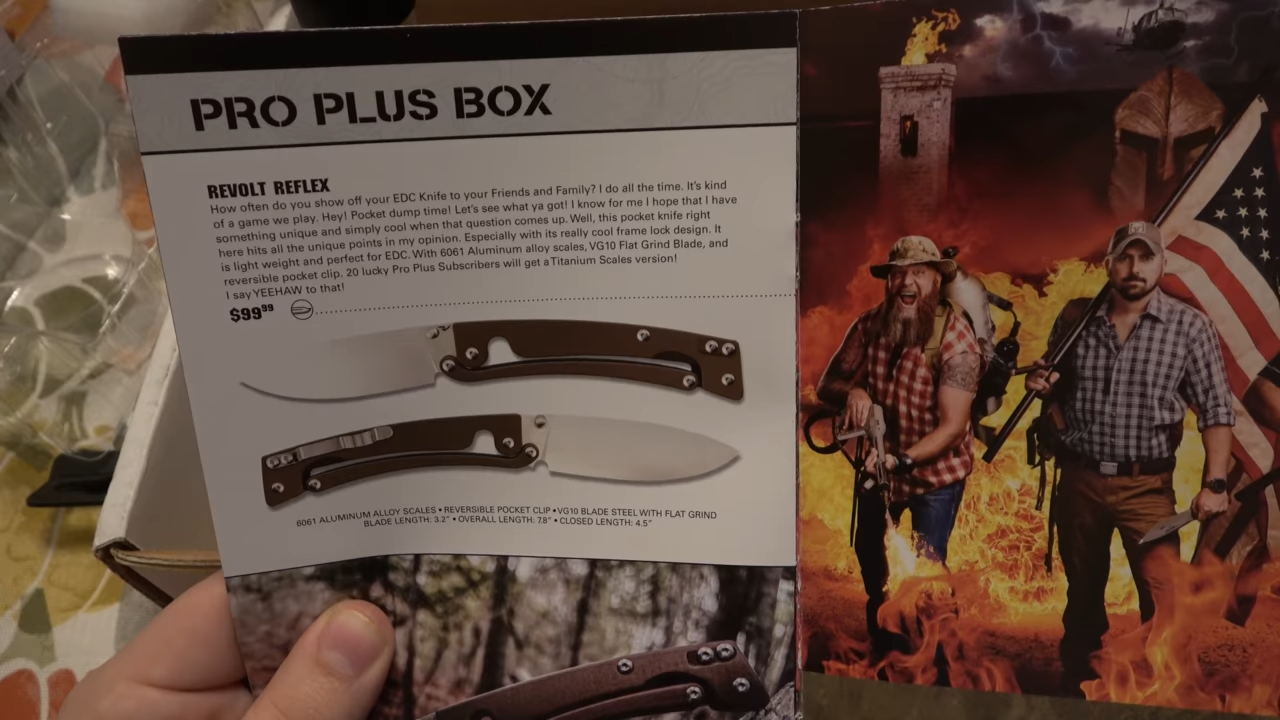 PRO PLUS BOX
REVOLT REFLEX
How often do you show off your EDC Knife to your Friends and Family? I do all the time. It's kind
of a game we play. Hey! Pocket dump time! Let's see what ya got! I know for me I hope that I have
something unique and simply cool when that question comes up. Well, this pocket knife right
here hits all the unique points in my opinion. Especially with its really cool frame lock design. It
is light weight and perfect for EDC. With 6061 Aluminum alloy scales, VG10 Flat Grind Blade, and
reversible pocket clip. 20 lucky Pro Plus Subscribers will get a Titanium Scales version!
I say YEEHAW to that!
$99⁹⁹
6061 ALUMINUM ALLOY SCALES • REVERSIBLE POCKET CLIP • VG10 BLADE STEEL WITH FLAT GRIND
BLADE LENGTH: 3.2" • OVERALL LENGTH: 7.8" • CLOSED LENGTH: 4.5"